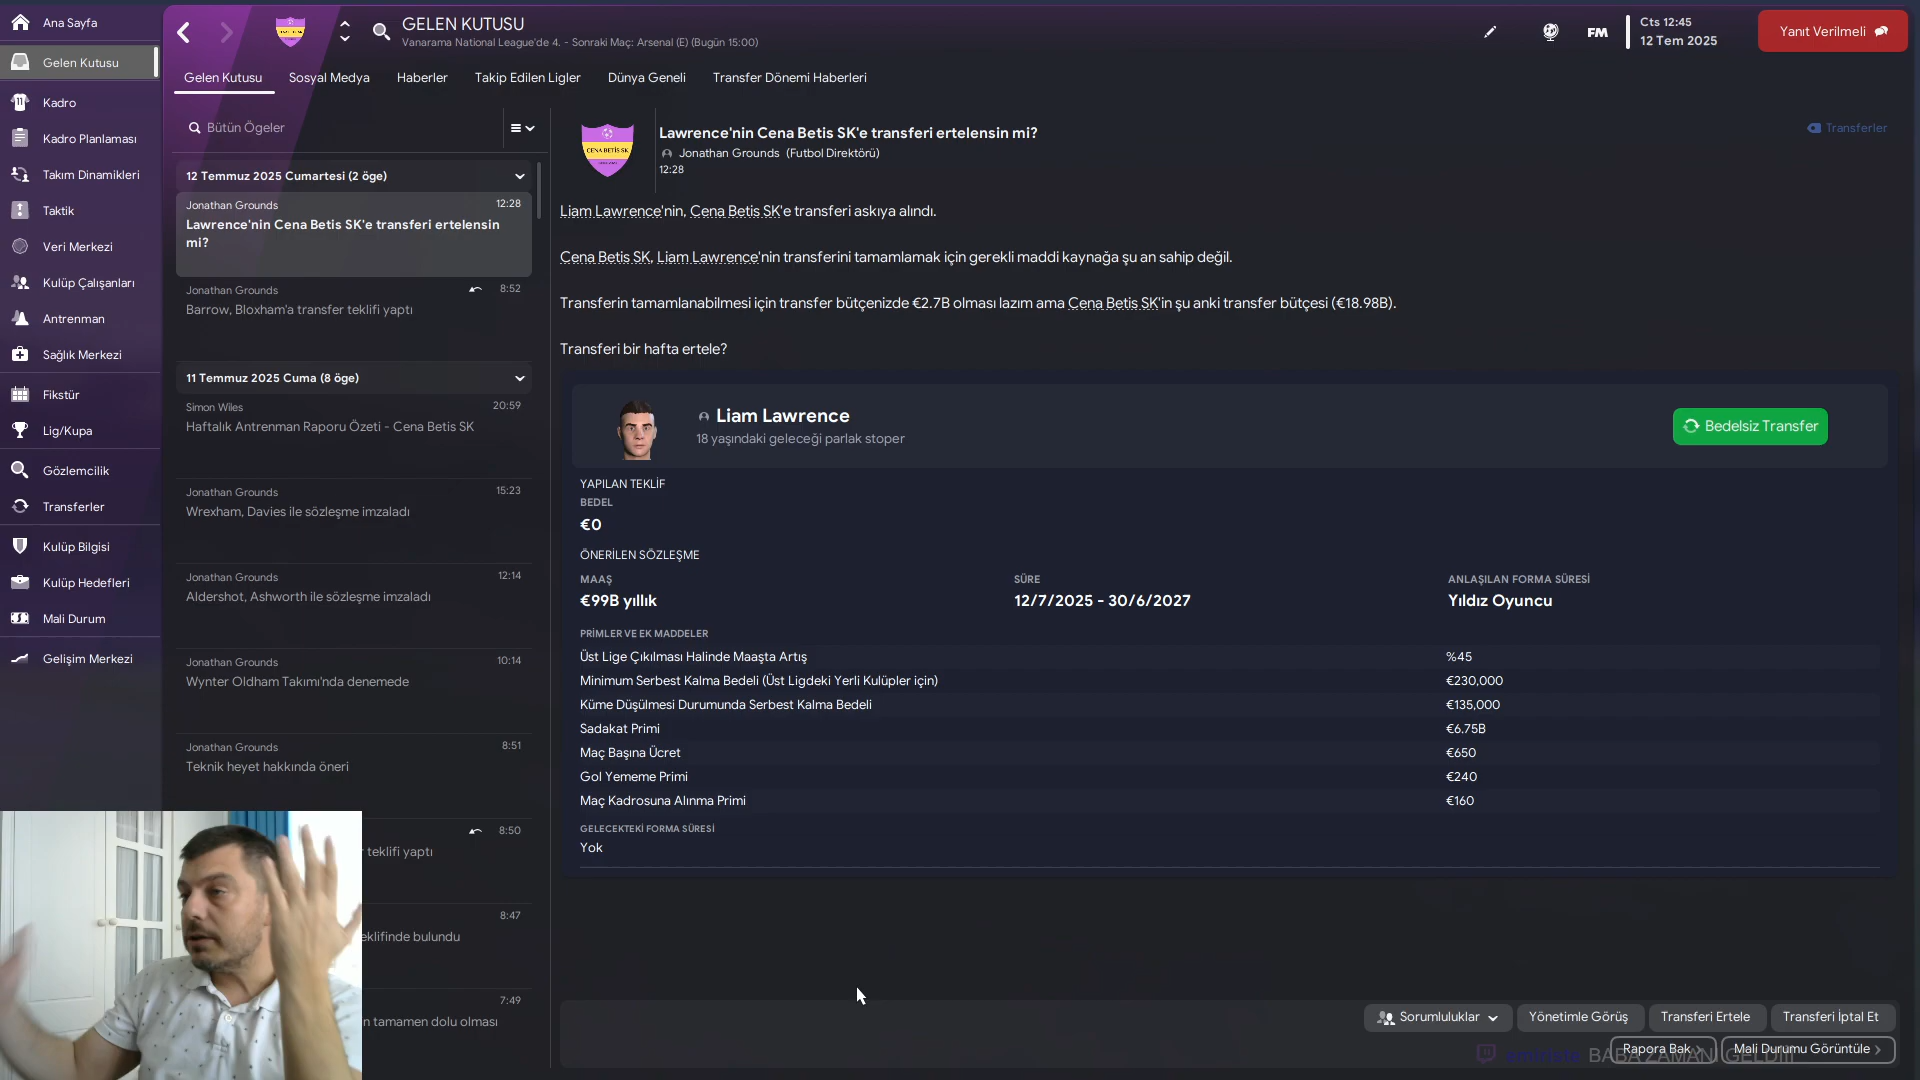 Ana Sayfa
Gelen Kutusu
Kadro
Kadro Planlaması
Takım Dinamikleri
Taktik
Veri Merkezi
Kulüp Çalışanları
Antrenman
Sağlık Merkezi
Fikstür
Lig/Kupa
Gözlemcilik
Transferler
Kulüp Bilgisi
Kulüp Hedefleri
Mali Durum
Gelişim Merkezi
GELEN KUTUSU
Vanarama National League'de 4. - Sonraki Maç: Arsenal (E) (Bugün 15:00)
FM
Cts 12:45
12 Tem 2025
Yanıt Verilmeli
Gelen Kutusu
Sosyal Medya
Haberler
Takip Edilen Ligler
Dünya Geneli
Transfer Dönemi Haberleri
Bütün Ögeler
12 Temmuz 2025 Cumartesi (2 öge)
Jonathan Grounds 12:28
Lawrence'nin Cena Betis SK'e transferi ertelensin
mi?
Jonathan Grounds 8:52
Barrow, Bloxham'a transfer teklifi yaptı
11 Temmuz 2025 Cuma (8 öge)
Simon Wiles 20:59
Haftalık Antrenman Raporu Özeti - Cena Betis SK
Jonathan Grounds 15:23
Wrexham, Davies ile sözleşme imzaladı
Jonathan Grounds 12:14
Aldershot, Ashworth ile sözleşme imzaladı
Jonathan Grounds 10:14
Wynter Oldham Takımı'nda denemede
Jonathan Grounds 8:51
Teknik heyet hakkında öneri
8:50
teklifi yaptı
8:47
eklifinde bulundu
7:49
n tamamen dolu olması
CENA BETİS SK
Lawrence'nin Cena Betis SK'e transferi ertelensin mi?
Jonathan Grounds (Futbol Direktörü)
12:28
Transferler
Liam Lawrence'nin, Cena Betis SK'e transferi askıya alındı.
Cena Betis SK, Liam Lawrence'nin transferini tamamlamak için gerekli maddi kaynağa şu an sahip değil.
Transferin tamamlanabilmesi için transfer bütçenizde €2.7B olması lazım ama Cena Betis SK'in şu anki transfer bütçesi (€18.98B).
Transferi bir hafta ertele?
Liam Lawrence
18 yaşındaki geleceği parlak stoper
Bedelsiz Transfer
YAPILAN TEKLİF
BEDEL
€0
ÖNERİLEN SÖZLEŞME
MAAŞ SÜRE ANLAŞILAN FORMA SÜRESİ
€99B yıllık 12/7/2025 - 30/6/2027 Yıldız Oyuncu
PRİMLER VE EK MADDELER
Üst Lige Çıkılması Halinde Maaşta Artış %45
Minimum Serbest Kalma Bedeli (Üst Ligdeki Yerli Kulüpler için) €230,000
Küme Düşülmesi Durumunda Serbest Kalma Bedeli €135,000
Sadakat Primi €6.75B
Maç Başına Ücret €650
Gol Yememe Primi €240
Maç Kadrosuna Alınma Primi €160
GELECEKTEKİ FORMA SÜRESİ
Yok
Sorumluluklar
Yönetimle Görüş
Transferi Ertele
Transferi İptal Et
Rapora Bak
Mali Durumu Görüntüle
BABA ZAMANI GELDİ